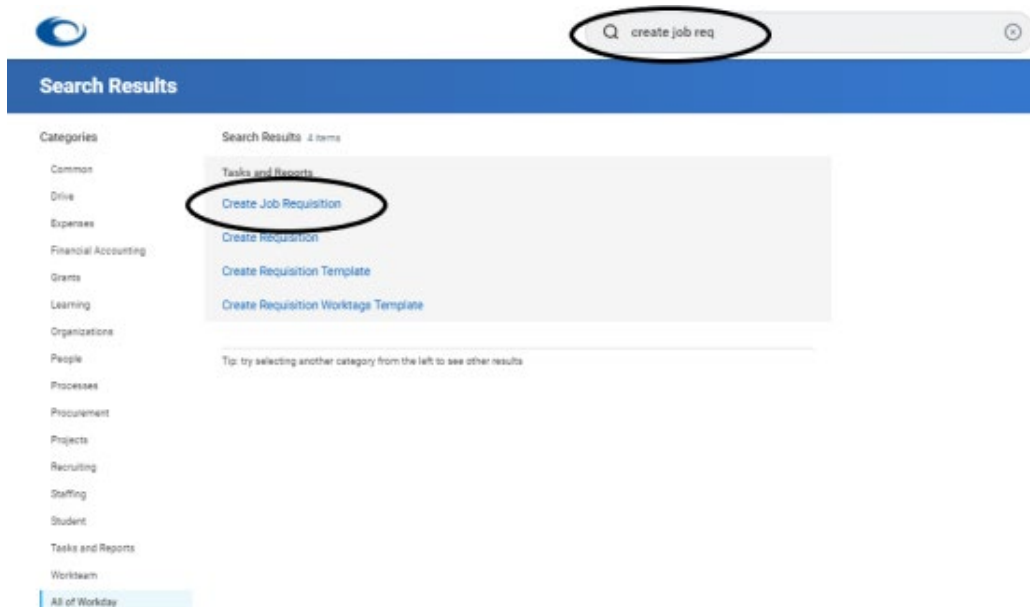 create job req
Search Results
Categories
Common
Drive
Expenses
Financial Accounting
Grants
Learning
Organizations
People
Processes
Procurement
Projects
Recruiting
Staffing
Student
Tasks and Reports
Workteam
All of Workday
Search Results 4 items
Tasks and Reports
Create Job Requisition
Create Requisition
Create Requisition Template
Create Requisition Worktags Template
Tip: try selecting another category from the left to see other results